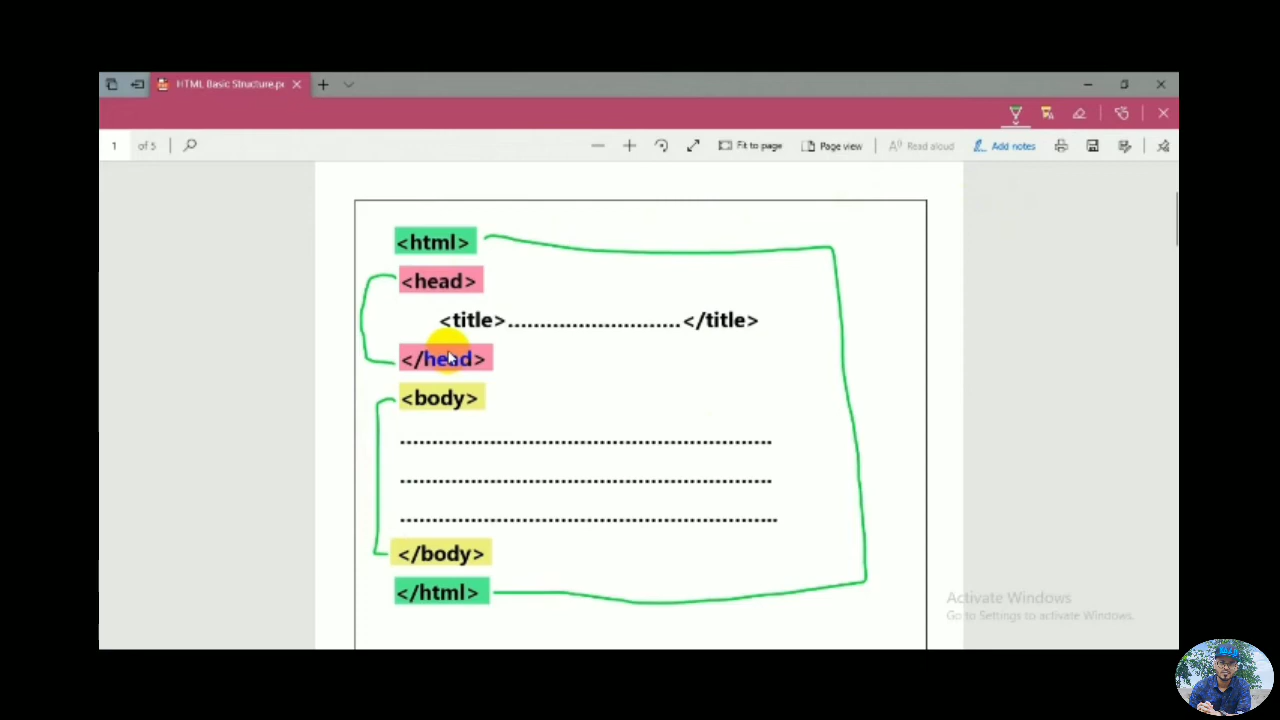 HTML Basic Structure.p
1 of 5
Fit to page
Page view
Read aloud
Add notes
<html>
<head>
<title>...........................</title>
</head>
<body>
..........................................................
..........................................................
...........................................................
</body>
</html>
Activate Windows
Go to Settings to activate Windows.